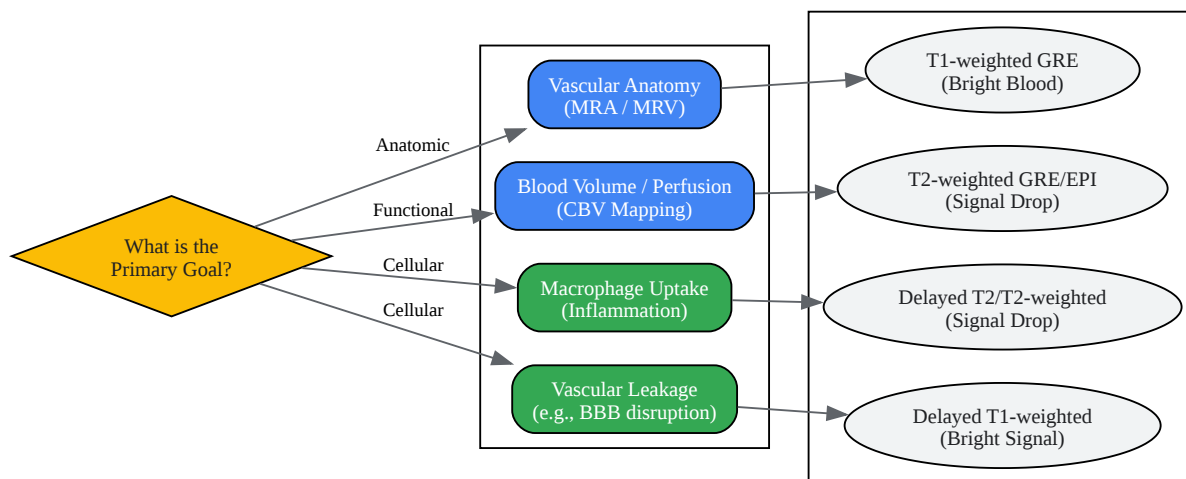 What is the
Primary Goal?
Anatomic
Functional
Cellular
Cellular
Vascular Anatomy
(MRA / MRV)
Blood Volume / Perfusion
(CBV Mapping)
Macrophage Uptake
(Inflammation)
Vascular Leakage
(e.g., BBB disruption)
T1-weighted GRE
(Bright Blood)
T2-weighted GRE/EPI
(Signal Drop)
Delayed T2/T2-weighted
(Signal Drop)
Delayed T1-weighted
(Bright Signal)